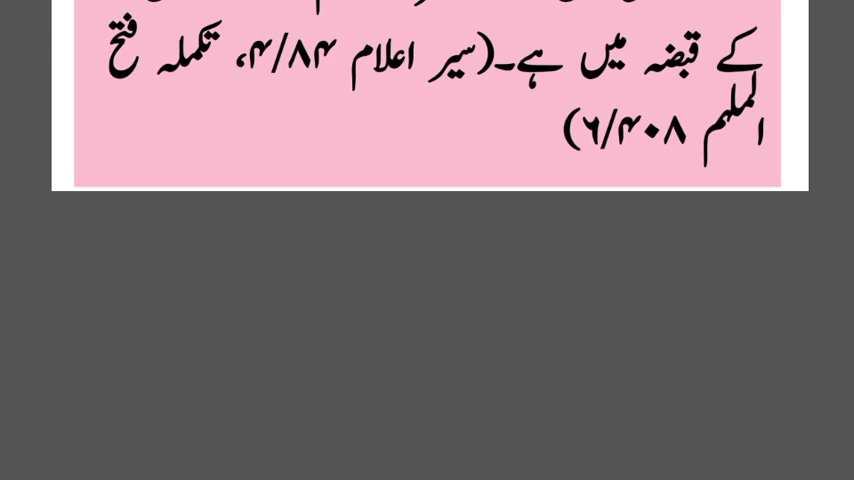 کے قبضہ میں ہے۔(سیر اعلام ۴/۸۴، تکملہ فتح
الملہم ۶/۴۰۸)